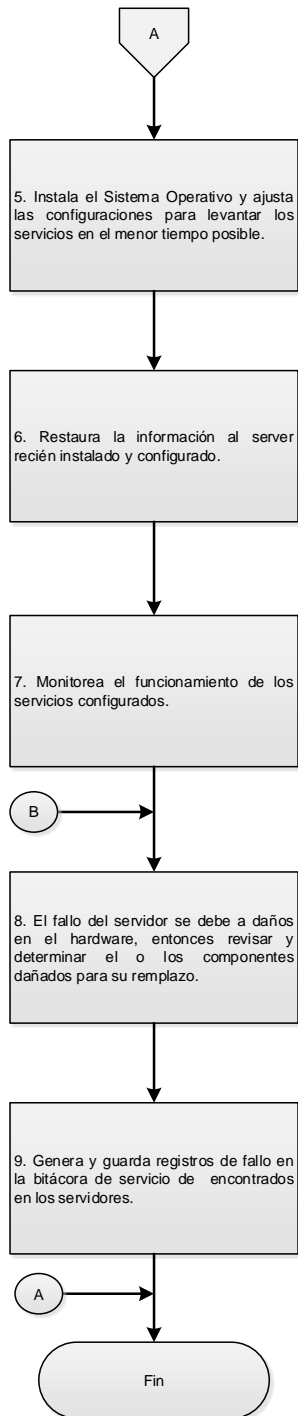 A
5. Instala el Sistema Operativo y ajusta
las configuraciones para levantar los
servicios en el menor tiempo posible.
6. Restaura la información al server
recién instalado y configurado.
7. Monitorea el funcionamiento de los
servicios configurados.
B
8. El fallo del servidor se debe a daños
en el hardware, entonces revisar y
determinar el o los componentes
dañados para su remplazo.
9. Genera y guarda registros de fallo en
la bitácora de servicio de encontrados
en los servidores.
A
Fin